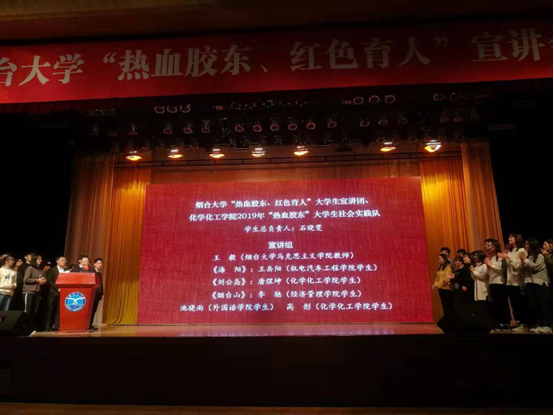 台大学“热血胶东、红色育人”宣讲
烟台大学“热血胶东、红色育人”大学生宣讲团、
化学化工学院2019年“热血胶东”大学生社会实践队
学生总负责人：石晓雯
宣讲组
王 毅（烟台大学马克思主义学院教师）
《海 阳》：王岳阳（机电汽车工程学院学生）
《刘公岛》：唐煜坤（化学化工学院学生）
《烟台山》：李 驰（经济管理学院学生）
池晓雨（外国语学院学生） 高 彤（化学化工学院学生）